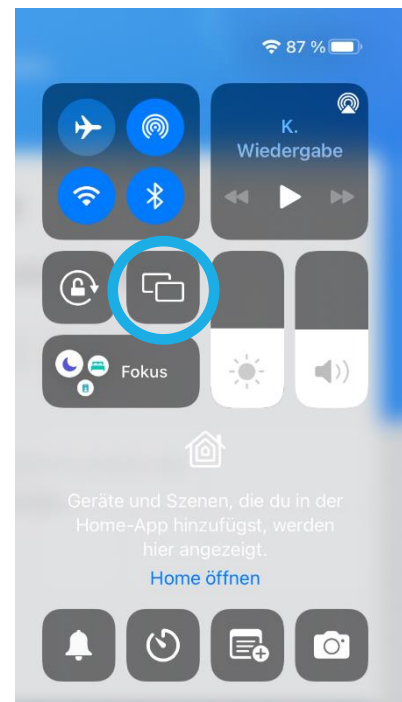 87 %
K.
Wiedergabe
Fokus
Geräte und Szenen, die du in der
Home-App hinzufügst, werden
hier angezeigt.
Home öffnen